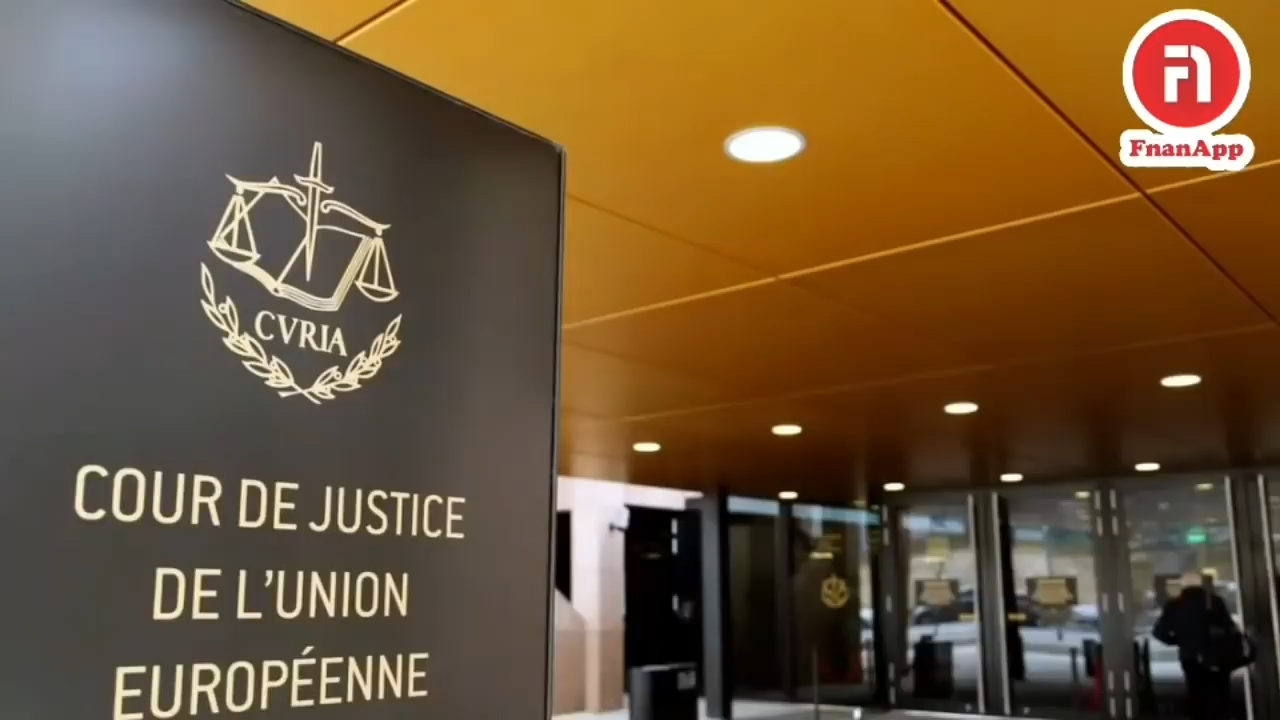 CVRIA
COUR DE JUSTICE
DE L’UNION
EUROPÉENNE
FnanApp